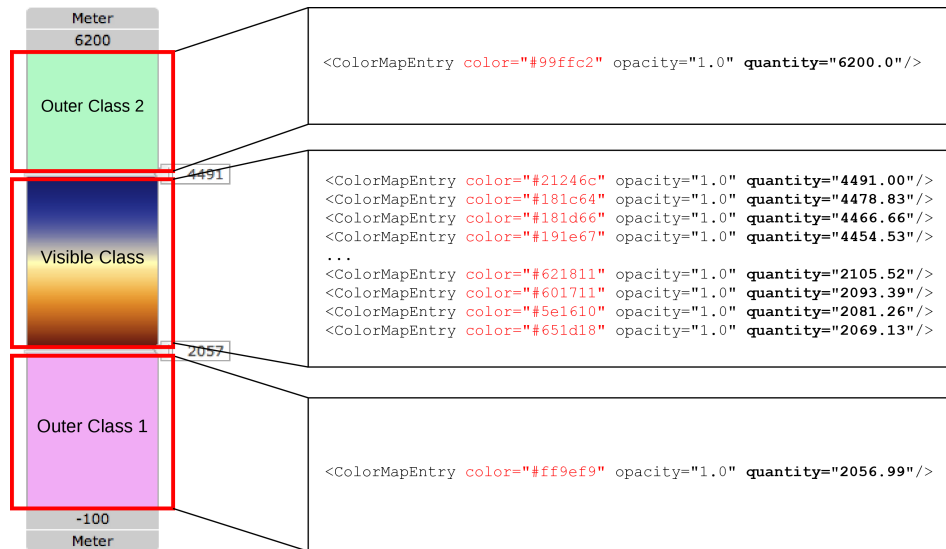 Meter
6200
Outer Class 2
4491
Visible Class
2057
Outer Class 1
-100
Meter
<ColorMapEntry color="#99ffc2" opacity="1.0" quantity="6200.0"/>
<ColorMapEntry color="#21246c" opacity="1.0" quantity="4491.00"/>
<ColorMapEntry color="#181c64" opacity="1.0" quantity="4478.83"/>
<ColorMapEntry color="#181d66" opacity="1.0" quantity="4466.66"/>
<ColorMapEntry color="#191e67" opacity="1.0" quantity="4454.53"/>
...
<ColorMapEntry color="#621811" opacity="1.0" quantity="2105.52"/>
<ColorMapEntry color="#601711" opacity="1.0" quantity="2093.39"/>
<ColorMapEntry color="#5e1610" opacity="1.0" quantity="2081.26"/>
<ColorMapEntry color="#651d18" opacity="1.0" quantity="2069.13"/>
<ColorMapEntry color="#ff9ef9" opacity="1.0" quantity="2056.99"/>